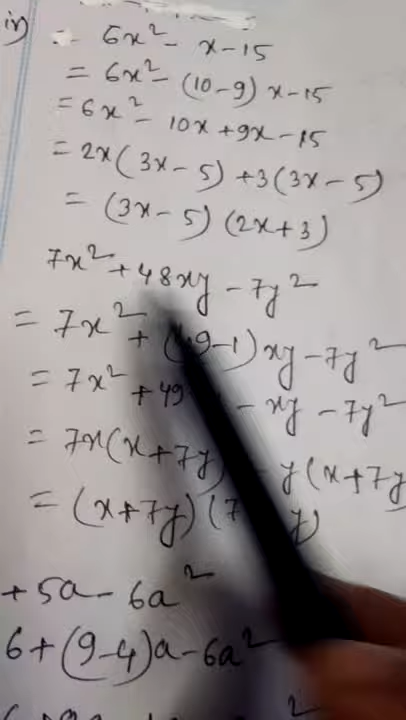 iv) 6x² - x - 15
= 6x² - (10-9) x - 15
= 6x² - 10x + 9x - 15
= 2x(3x - 5) + 3(3x - 5)
= (3x - 5) (2x + 3)
7x² + 48xy - 7y²
= 7x² + (49-1)xy - 7y²
= 7x² + 49 - xy - 7y²
= 7x(x + 7y) y(x + 7y
= (x + 7y) (7 y)
+ 5a - 6a²
6 + (9-4)a - 6a²